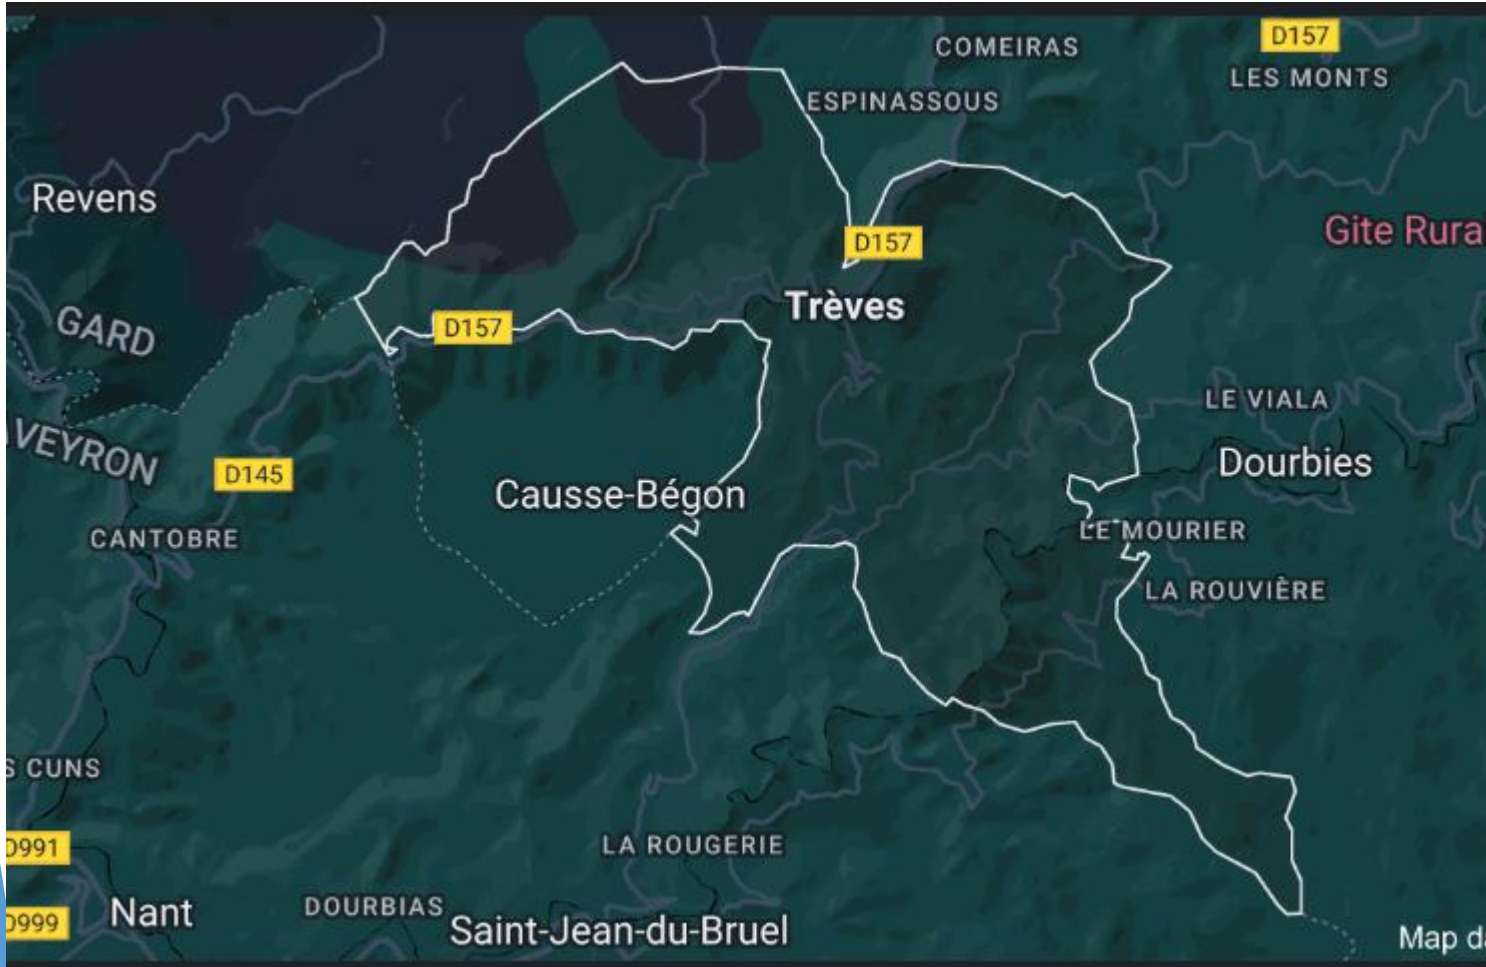 D157
COMEIRAS
LES MONTS
ESPINASSOUS
Revens
Gite Rura
D157
Trèves
GARD
D157
LE VIALA
VEYRON
D145
Dourbies
Causse-Bégon
CANTOBRE
LE MOURIER
LA ROUVIÈRE
S CUNS
D991
LA ROUGERIE
Nant
DOURBIAS
D999
Saint-Jean-du-Bruel
Map da